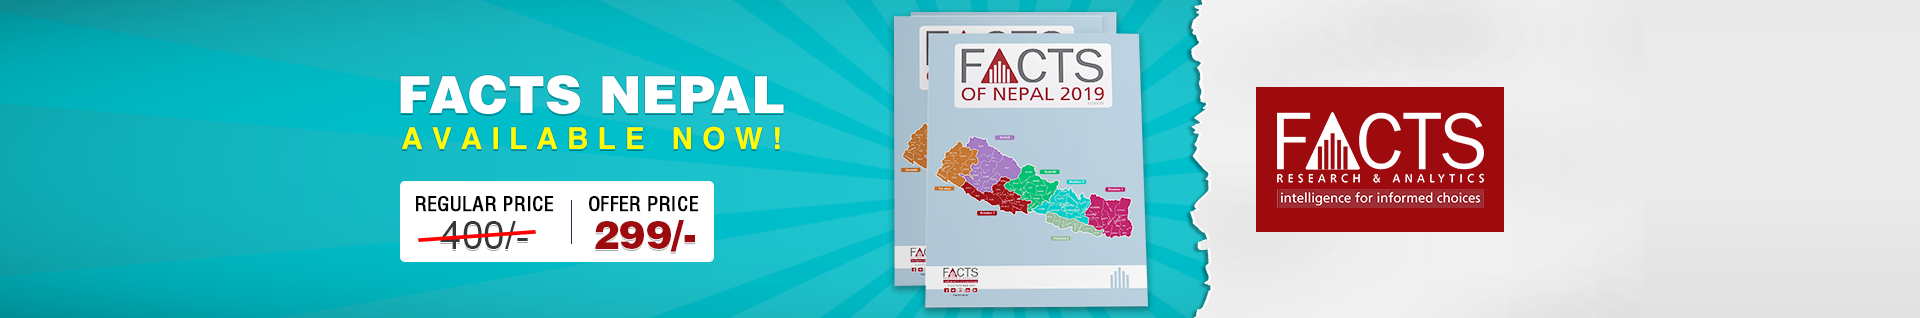 FACTS NEPAL
AVAILABLE NOW!
REGULAR PRICE
400/-
OFFER PRICE
299/-
FACTS
OF NEPAL 2019
FACTS
FACTS
RESEARCH & ANALYTICS
intelligence for informed choices